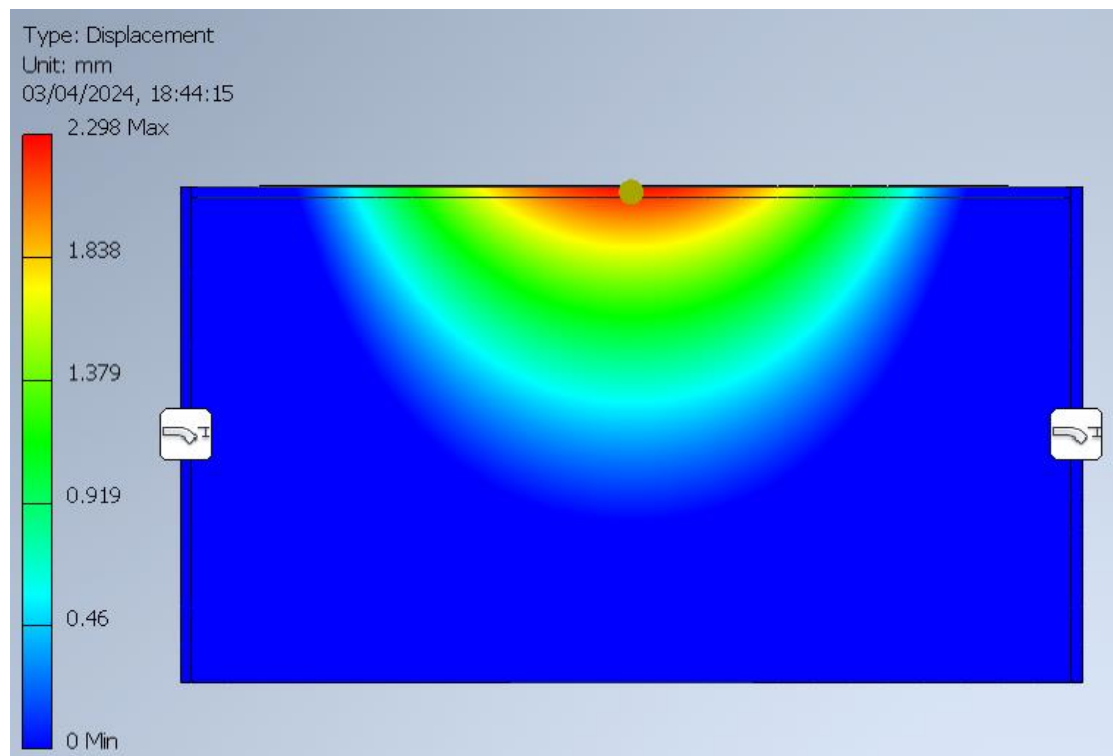 Type: Displacement
Unit: mm
03/04/2024, 18:44:15
2.298 Max
1.838
1.379
0.919
0.46
0 Min